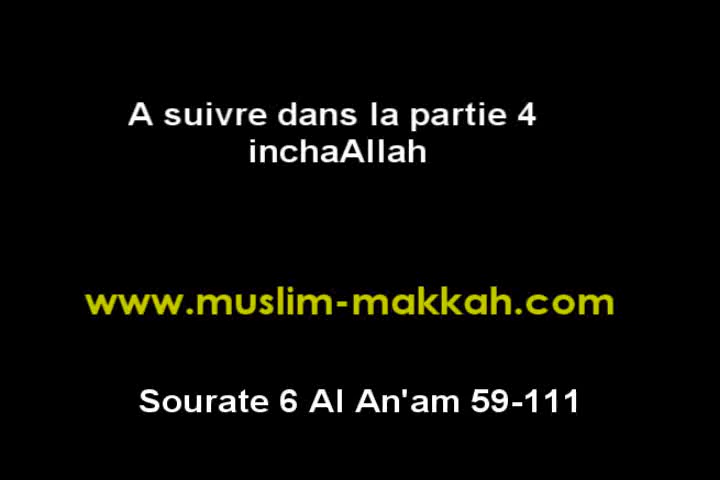 A suivre dans la partie 4
inchaAllah
www.muslim-makkah.com
Sourate 6 Al An'am 59-111